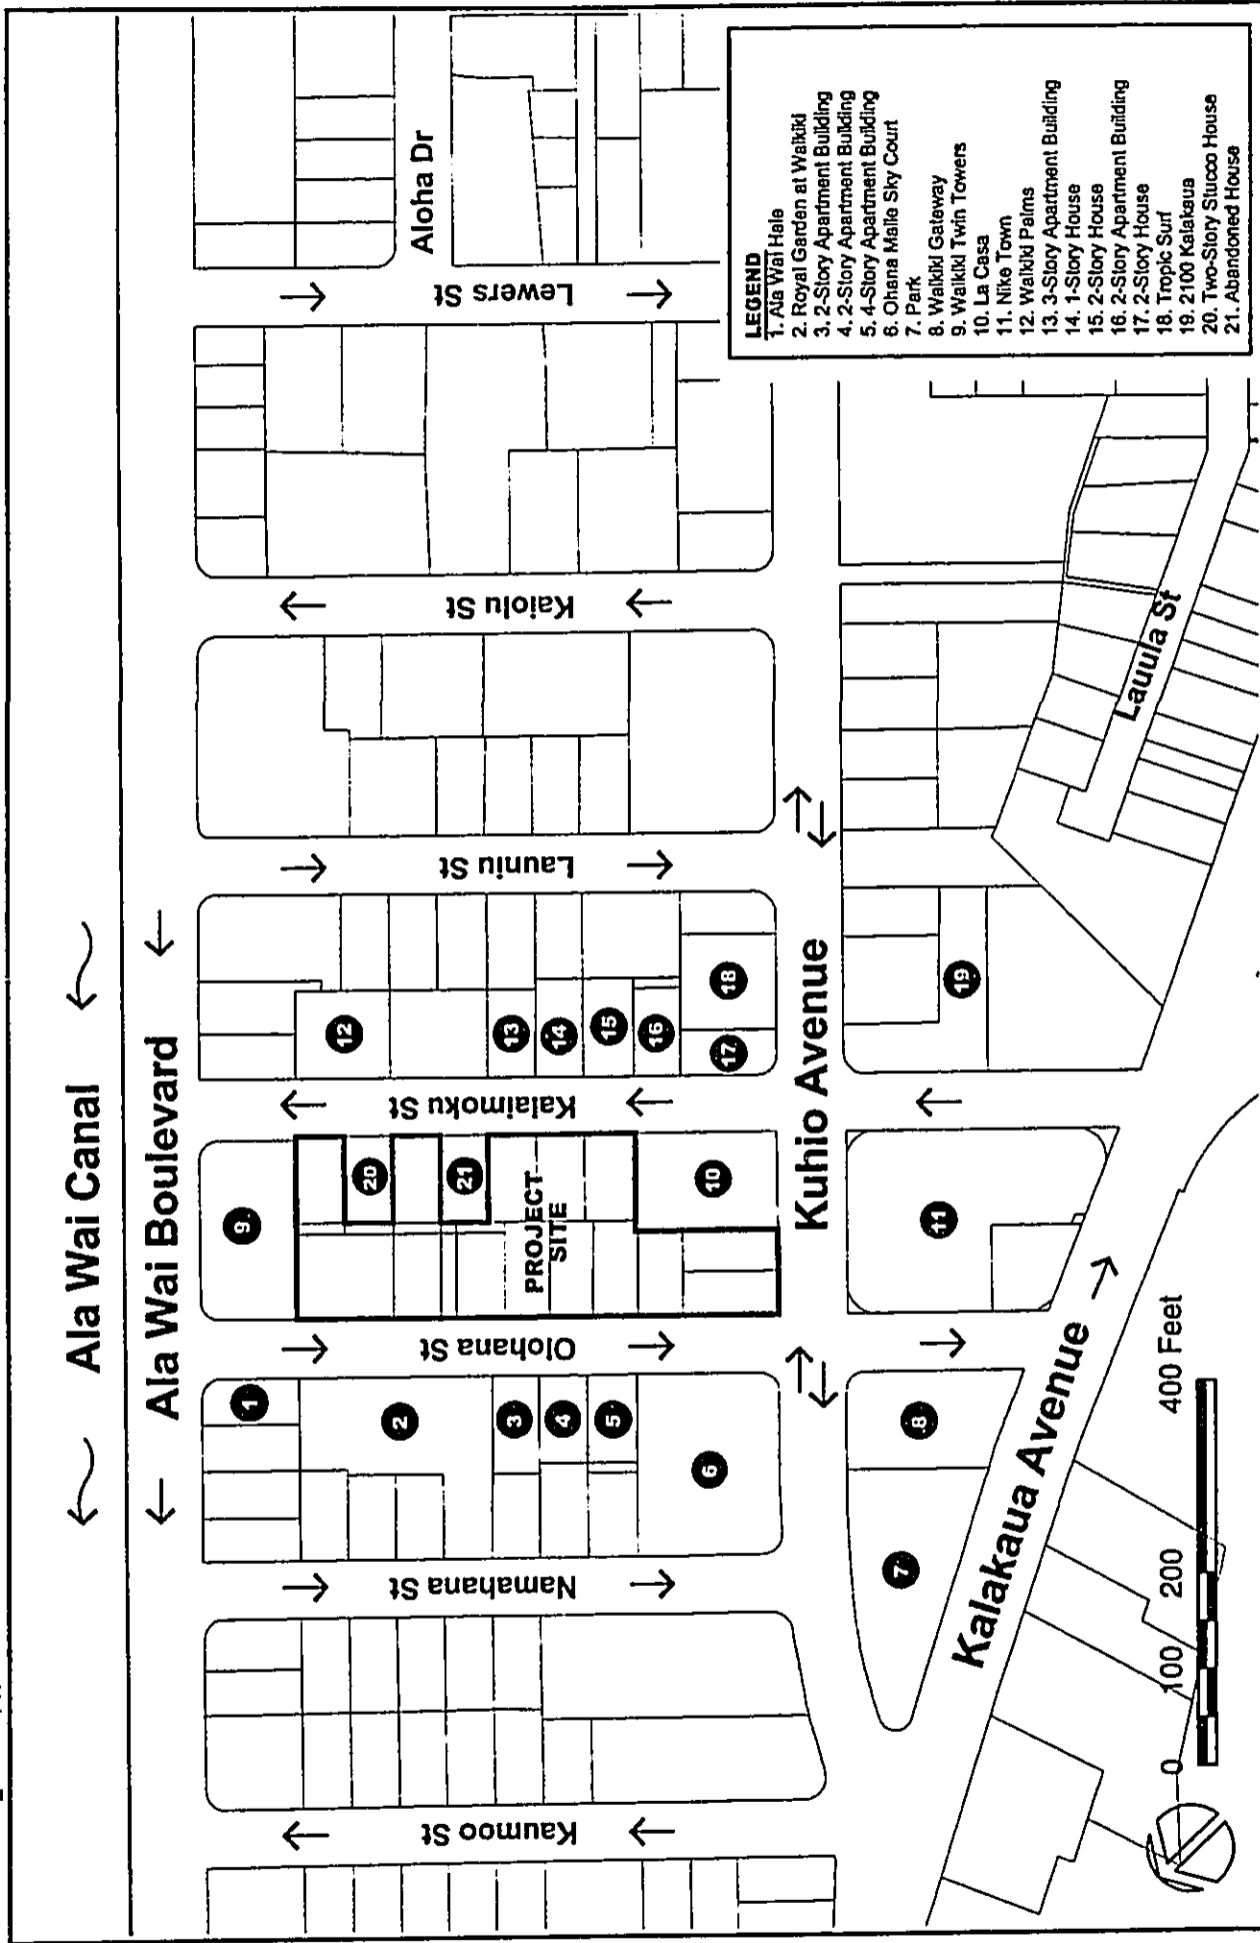 Ala Wai Canal
Ala Wai Boulevard
Kaumoo St
Namahana St
Olohana St
Kalaimoku St
Launiu St
Kaiolu St
Lewers St
Aloha Dr
1
2
3
4
5
6
9
20
21
PROJECT
SITE
10
12
13
14
15
16
17
18
Kuhio Avenue
7
8
11
19
Kalakaua Avenue
Lauula St
0 100 200 400 Feet
LEGEND
1. Ala Wai Hale
2. Royal Garden at Waikiki
3. 2-Story Apartment Building
4. 2-Story Apartment Building
5. 4-Story Apartment Building
6. Ohana Maile Sky Court
7. Park
8. Waikiki Gateway
9. Waikiki Twin Towers
10. La Casa
11. Nike Town
12. Waikiki Palms
13. 3-Story Apartment Building
14. 1-Story House
15. 2-Story House
16. 2-Story Apartment Building
17. 2-Story House
18. Tropic Surf
19. 2100 Kalakaua
20. Two-Story Stucco House
21. Abandoned House